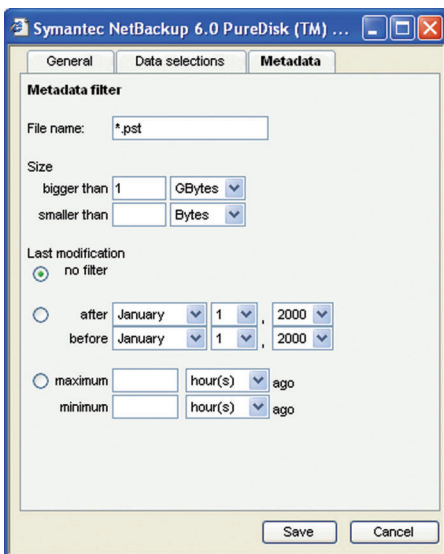 Symantec NetBackup 6.0 PureDisk (TM) ...
General Data selections Metadata
Metadata filter
File name: *.pst
Size
bigger than 1 GBytes
smaller than Bytes
Last modification
no filter
after January 1 , 2000
before January 1 , 2000
maximum hour(s) ago
minimum hour(s) ago
Save Cancel